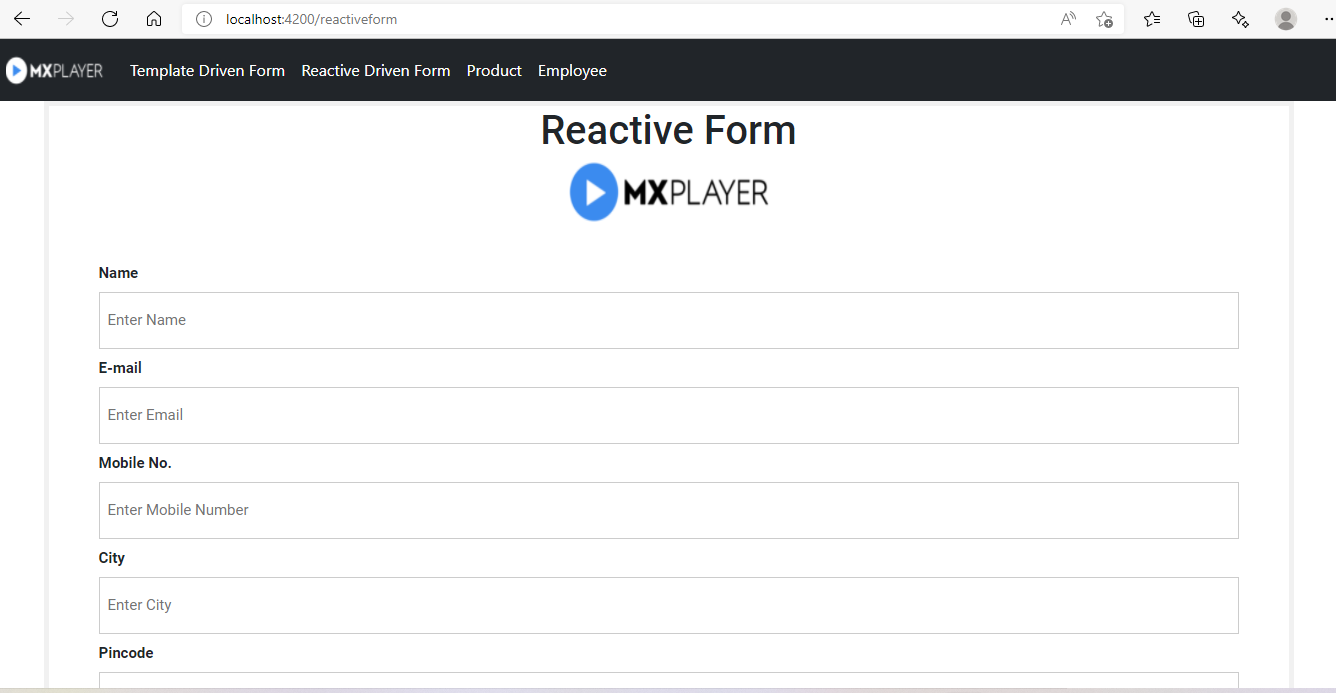 localhost:4200/reactiveform
MXPLAYER Template Driven Form Reactive Driven Form Product Employee
Reactive Form
MXPLAYER
Name
Enter Name
E-mail
Enter Email
Mobile No.
Enter Mobile Number
City
Enter City
Pincode